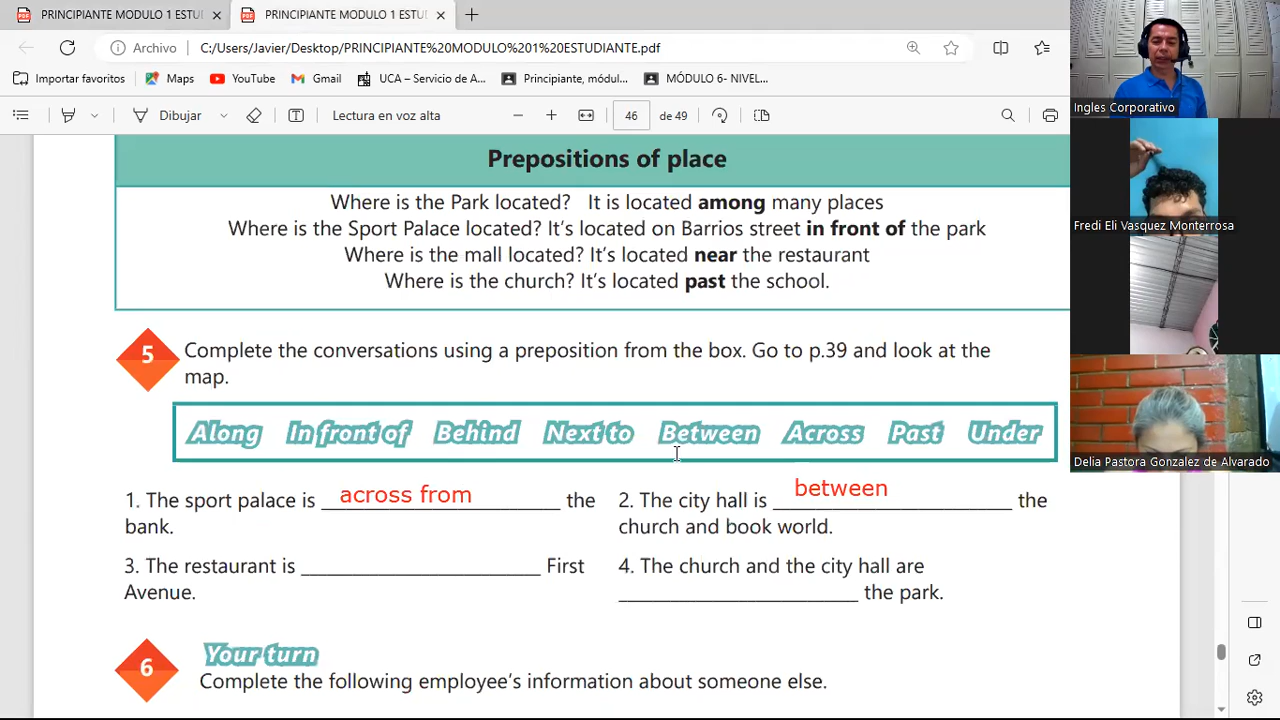 PRINCIPIANTE MODULO 1 ESTU
PRINCIPIANTE MODULO 1 ESTU
Archivo
C:/Users/Javier/Desktop/PRINCIPIANTE%20MODULO%201%20ESTUDIANTE.pdf
Importar favoritos
Maps
YouTube
Gmail
UCA – Servicio en lí...
Principiante, módul...
MÓDULO 6- NIVEL...
Dibujar
Lectura en voz alta
46
de 49
Prepositions of place
Where is the Park located? It is located among many places
Where is the Sport Palace located? It's located on Barrios street in front of the park
Where is the mall located? It's located near the restaurant
Where is the church? It's located past the school.
5
Complete the conversations using a preposition from the box. Go to p.39 and look at the
map.
Along In front of Behind Next to Between Across Past Under
1. The sport palace is across from the
bank.
2. The city hall is between the
church and book world.
3. The restaurant is ______________________ First
Avenue.
4. The church and the city hall are
______________________ the park.
6
Your turn
Complete the following employee's information about someone else.
Ingles Corporativo
Fredi Eli Vasquez Monterrosa
Delia Pastora Gonzalez de Alvarado